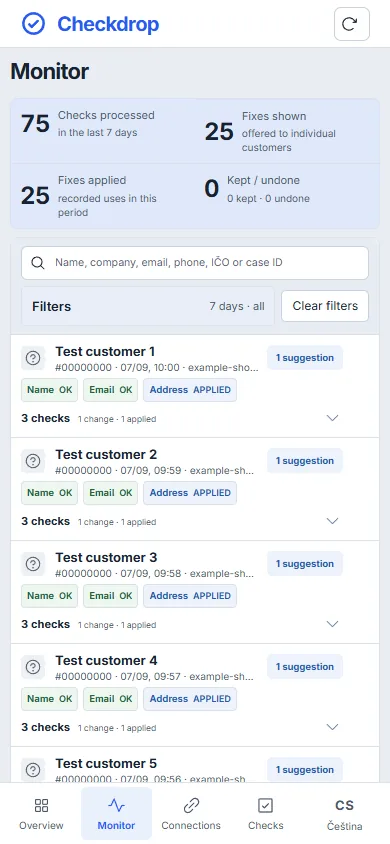 Checkdrop
Monitor
75 Checks processed
in the last 7 days
25 Fixes shown
offered to individual
customers
25 Fixes applied
recorded uses in this
period
0 Kept / undone
0 kept · 0 undone
Name, company, email, phone, IČO or case ID
Filters 7 days · all Clear filters
Test customer 1 1 suggestion
#00000000 · 07/09, 10:00 · example-sho...
Name OK Email OK Address APPLIED
3 checks 1 change · 1 applied
Test customer 2 1 suggestion
#00000000 · 07/09, 09:59 · example-sh...
Name OK Email OK Address APPLIED
3 checks 1 change · 1 applied
Test customer 3 1 suggestion
#00000000 · 07/09, 09:58 · example-sh...
Name OK Email OK Address APPLIED
3 checks 1 change · 1 applied
Test customer 4 1 suggestion
#00000000 · 07/09, 09:57 · example-sh...
Name OK Email OK Address APPLIED
3 checks 1 change · 1 applied
Test customer 5 1 suggestion
#00000000 · 07/09, 09:56 · example-sh...
Overview Monitor Connections Checks CS Čeština